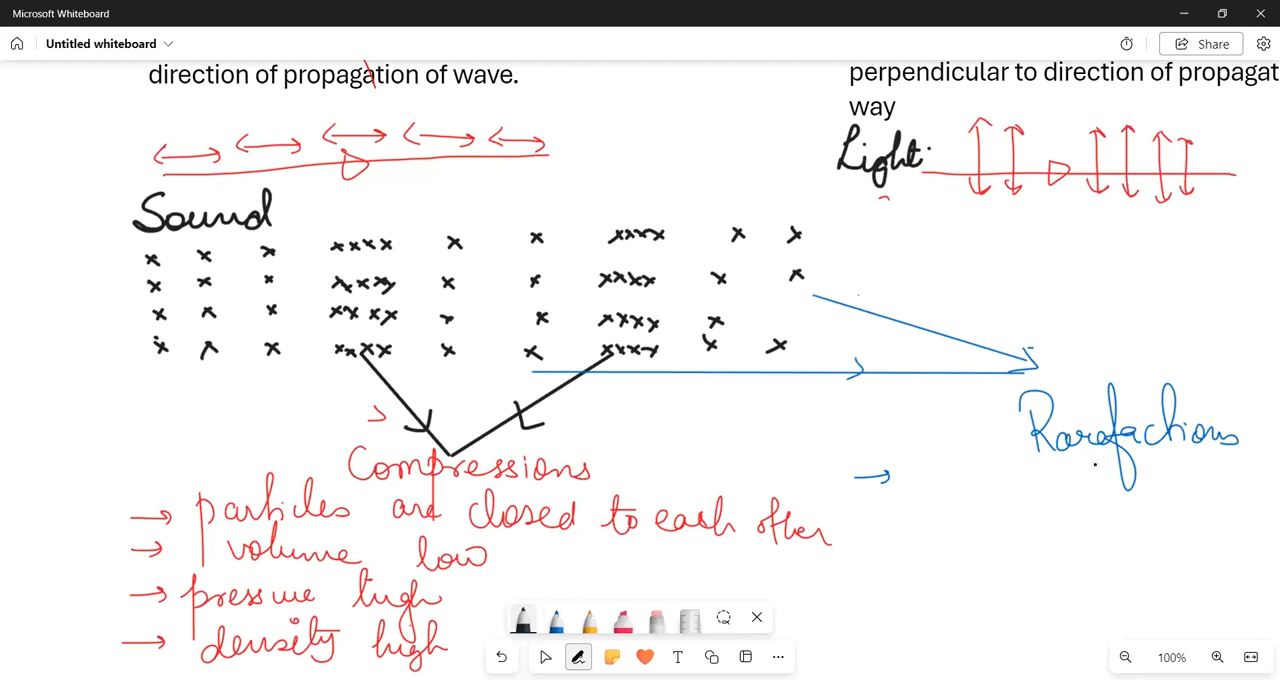 Microsoft Whiteboard
Untitled whiteboard
Share
direction of propagation of wave.
perpendicular to direction of propagat
way
Light.
Sound
Rarefactions
Compressions
→ particles are closed to each other
→ volume low
→ pressure high
→ density high
100%